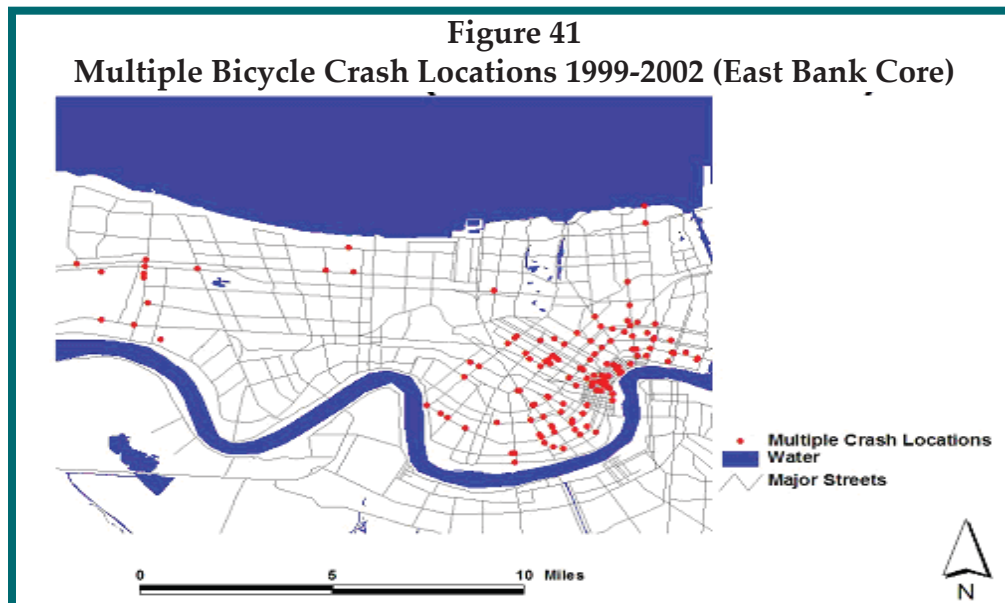 Figure 41
Multiple Bicycle Crash Locations 1999-2002 (East Bank Core)
Multiple Crash Locations
Water
Major Streets
0 5 10 Miles
N